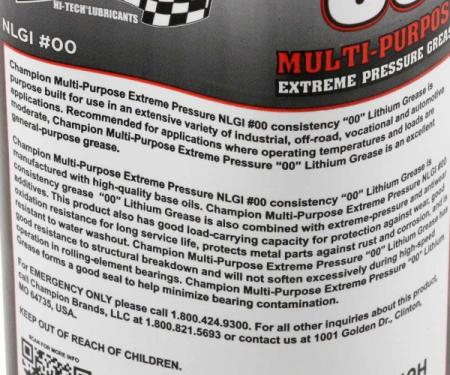 HI-TECH LUBRICANTS
NLGI #00
MULTI-PURPOS
EXTREME PRESSURE GREAS
Champion Multi-Purpose Extreme Pressure NLGI #00 consistency "00" Lithium Grease is
purpose built for use in an extensive variety of industrial, off-road, vocational and automotive
applications. Recommended for applications where operating temperatures and loads are
moderate, Champion Multi-Purpose Extreme Pressure "00" Lithium Grease is an excellent
general-purpose grease.
Champion Multi-Purpose Extreme Pressure NLGI #00 consistency "00" Lithium Grease is
manufactured with high-quality base oils. Champion Multi-Purpose Extreme Pressure NLGI #00
consistency grease "00" Lithium Grease is also combined with extreme-pressure and antiwear
additives. This product also has good load-carrying capacity for protection against wear, good
oxidation resistance for long service life, protects metal parts against rust and corrosion, and is
resistant to water washout. Champion Multi-Purpose Extreme Pressure "00" Lithium Grease has
good resistance to structural breakdown and will not soften excessively during high-speed
operation in rolling-element bearings. Champion Multi-Purpose Extreme Pressure "00" Lithium
Grease forms a good seal to help minimize bearing contamination.
For EMERGENCY ONLY please call 1.800.424.9300. For all other inquiries about this product,
call Champion Brands, LLC at 1.800.821.5693 or contact us at 1001 Golden Dr., Clinton,
MO 64735, USA.
KEEP OUT OF REACH OF CHILDREN.
SCAN FOR MORE INFO